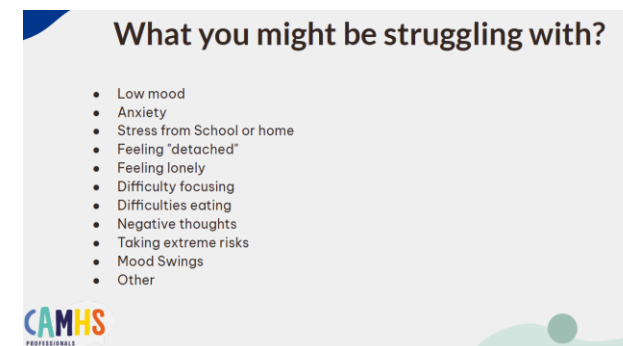 What you might be struggling with?
● Low mood
● Anxiety
● Stress from School or home
● Feeling "detached"
● Feeling lonely
● Difficulty focusing
● Difficulties eating
● Negative thoughts
● Taking extreme risks
● Mood Swings
● Other
CAMHS
PROFESSIONALS